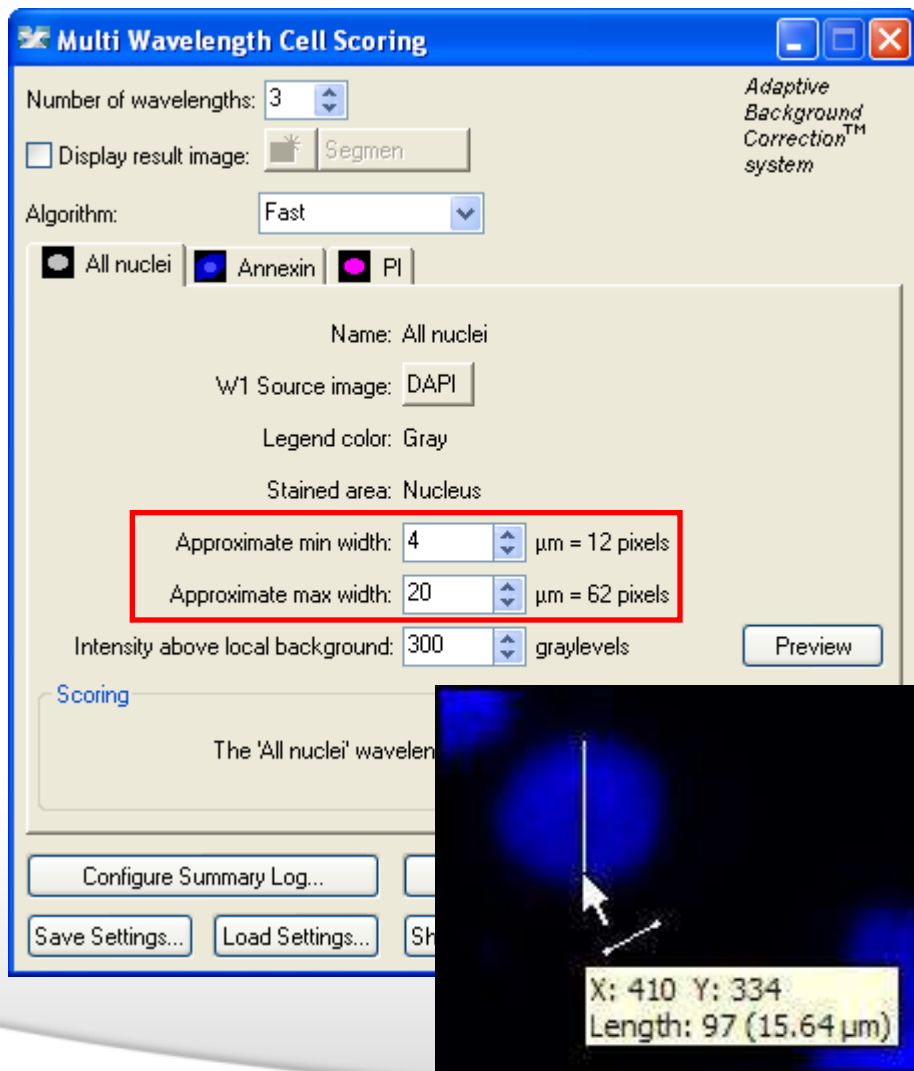 Multi Wavelength Cell Scoring
Number of wavelengths: 3
Adaptive
Background
Correction™
system
Display result image: Segmen
Algorithm: Fast
All nuclei Annexin PI
Name: All nuclei
W1 Source image: DAPI
Legend color: Gray
Stained area: Nucleus
Approximate min width: 4 µm = 12 pixels
Approximate max width: 20 µm = 62 pixels
Intensity above local background: 300 graylevels Preview
Scoring
The 'All nuclei' wavelen
Configure Summary Log...
Save Settings... Load Settings... Sh
X: 410 Y: 334
Length: 97 (15.64 µm)